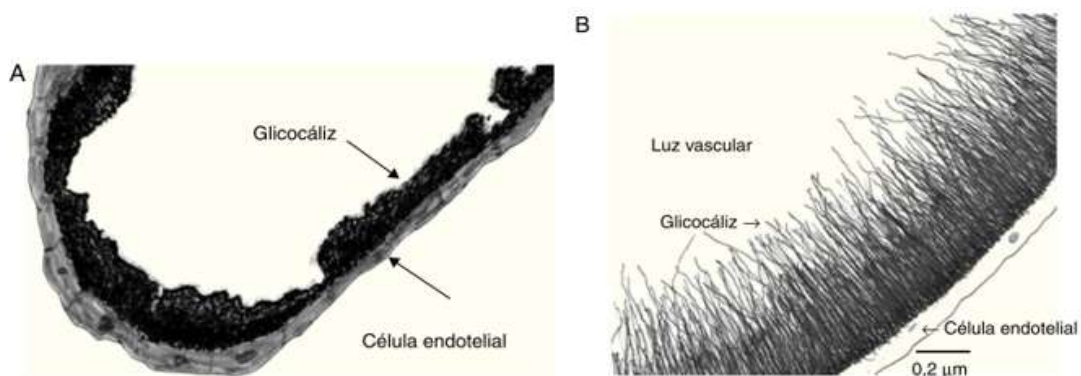 A
Glicocáliz
Célula endotelial
B
Luz vascular
Glicocáliz →
← Célula endotelial
0,2 μm